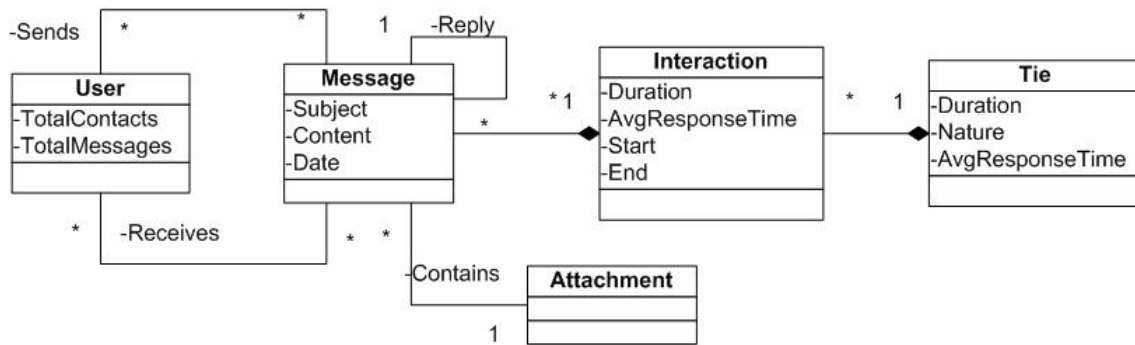 -Sends
*
*
1
-Reply
User
-TotalContacts
-TotalMessages
Message
-Subject
-Content
-Date
*
* 1
Interaction
-Duration
-AvgResponseTime
-Start
-End
*
1
Tie
-Duration
-Nature
-AvgResponseTime
*
-Receives
*
*
-Contains
1
Attachment